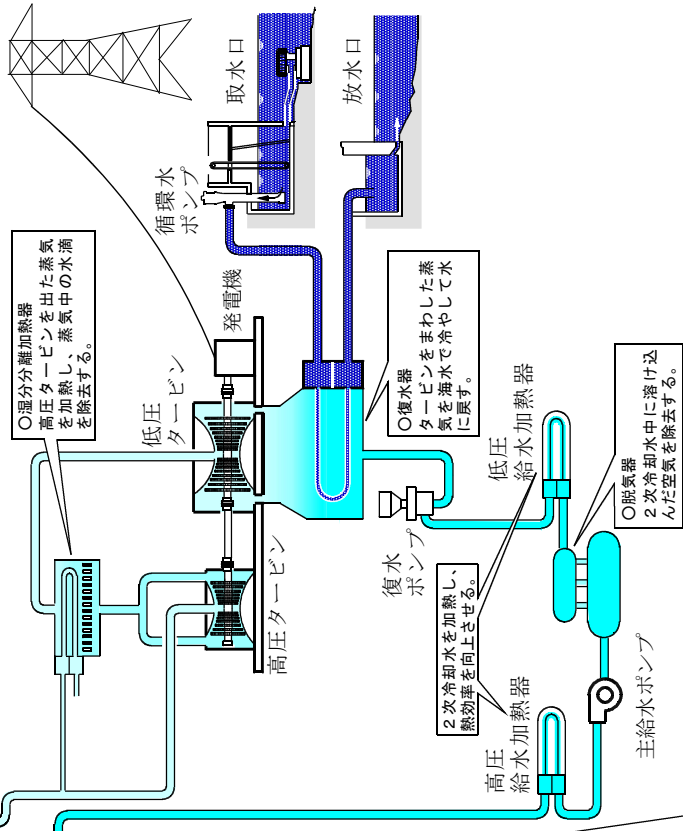 ○湿分分離加熱器
高圧タービンを出た蒸気
を加熱し、蒸気中の水滴
を除去する。
低圧
タービン
発電機
循環水
ポンプ
取水口
放水口
高圧タービン
○復水器
タービンをまわした蒸
気を海水で冷やして水
に戻す。
復水
ポンプ
低圧
給水加熱器
2次冷却水を加熱し、
熱効率を向上させる。
高圧
給水加熱器
○脱気器
2次冷却水中に溶け込
んだ空気を除去する。
主給水ポンプ